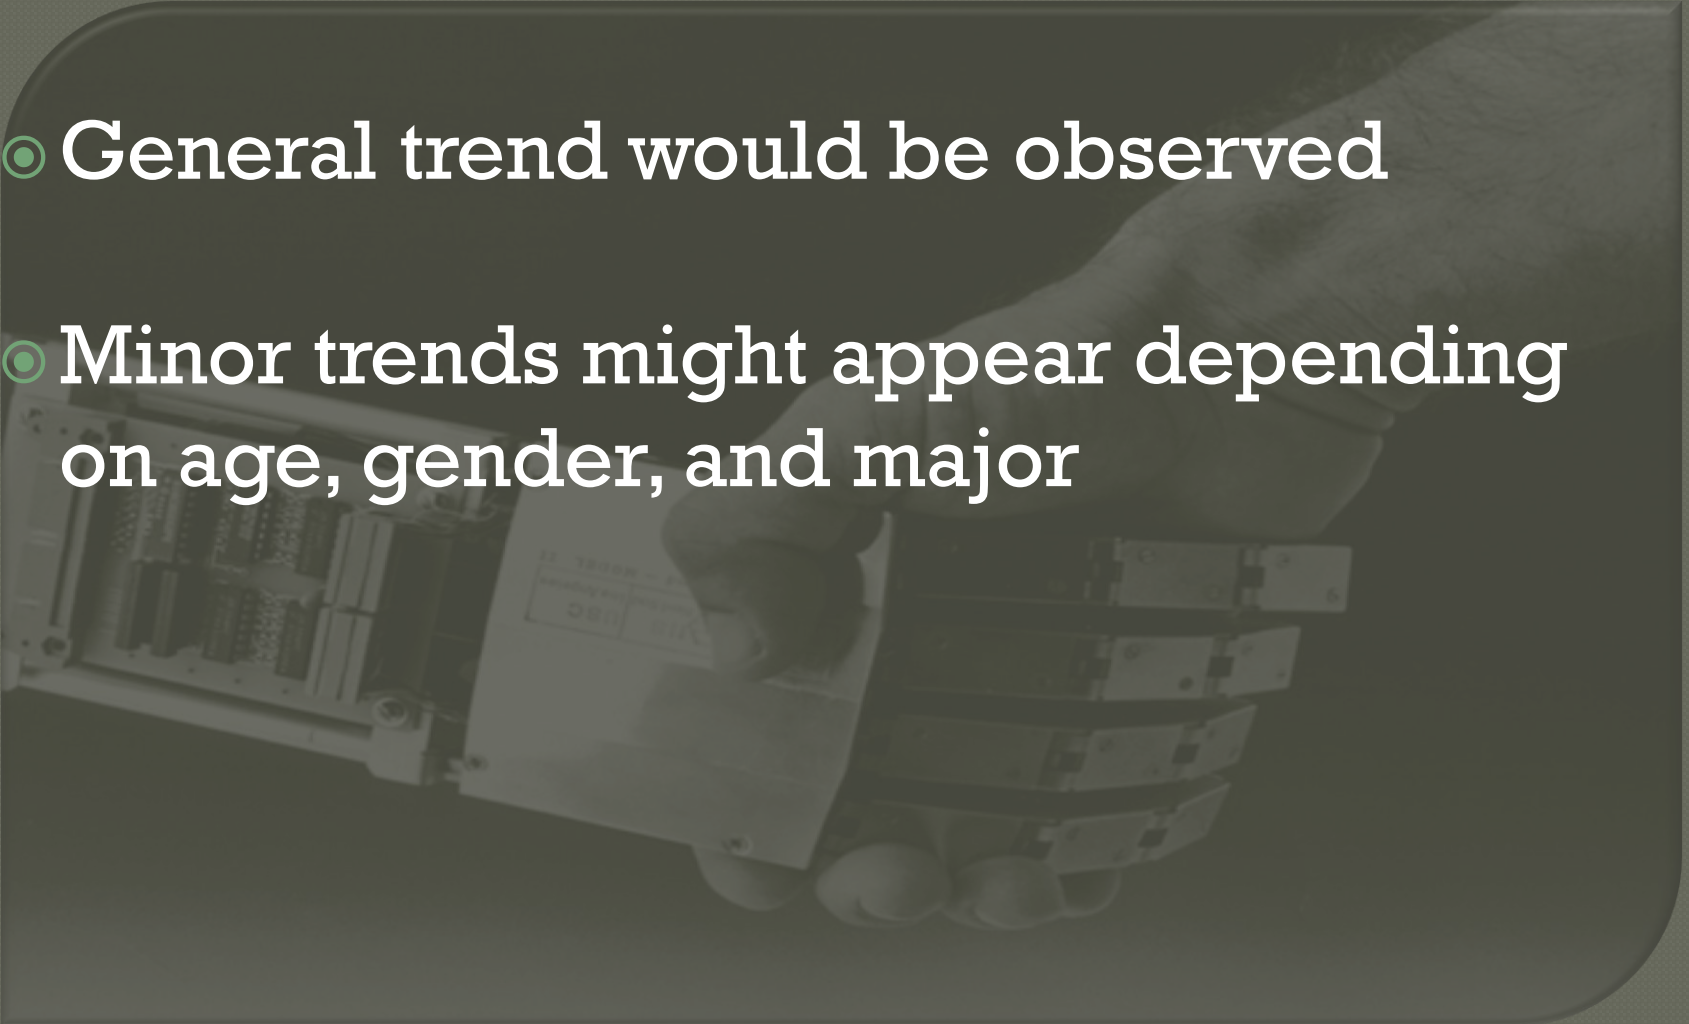 General trend would be observed
Minor trends might appear depending
on age, gender, and major